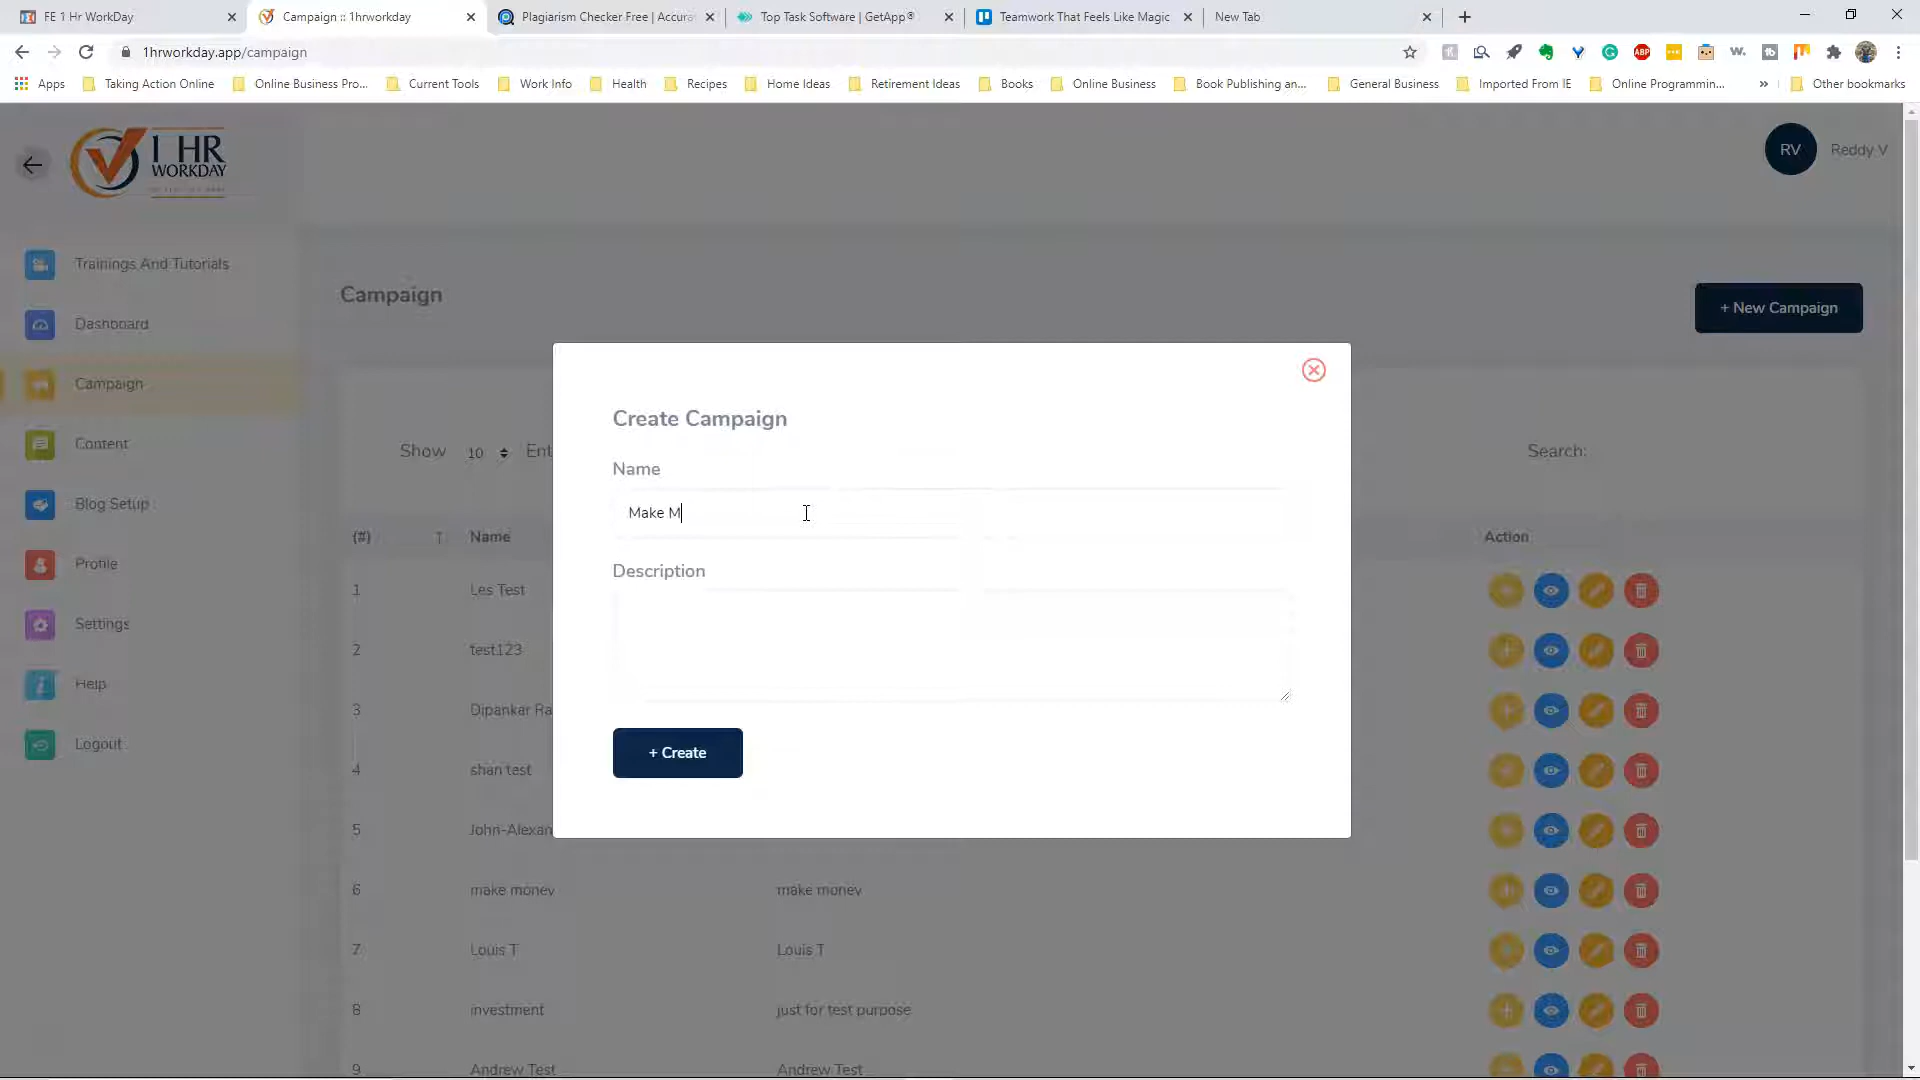 FE 1 Hr WorkDay
Campaign :: 1hrworkday
Plagiarism Checker Free | Accura
Top Task Software | GetApp®
Teamwork That Feels Like Magic
New Tab
1hrworkday.app/campaign
Apps
Taking Action Online
Online Business Pro...
Current Tools
Work Info
Health
Recipes
Home Ideas
Retirement Ideas
Books
Online Business
Book Publishing an...
General Business
Imported From IE
Online Programmin...
Other bookmarks
1 HR
WORKDAY
RV
Reddy V
Trainings And Tutorials
Dashboard
Campaign
Content
Blog Setup
Profile
Settings
Help
Logout
Campaign
+ New Campaign
Show 10 Ent
Search:
(#) Name Action
1 Les Test
2 test123
3 Dipankar Ra
4 shan test
5 John-Alexan
6 make money make money
7 Louis T Louis T
8 investment just for test purpose
9 Andrew Test Andrew Test
Create Campaign
Name
Make M
Description
+ Create